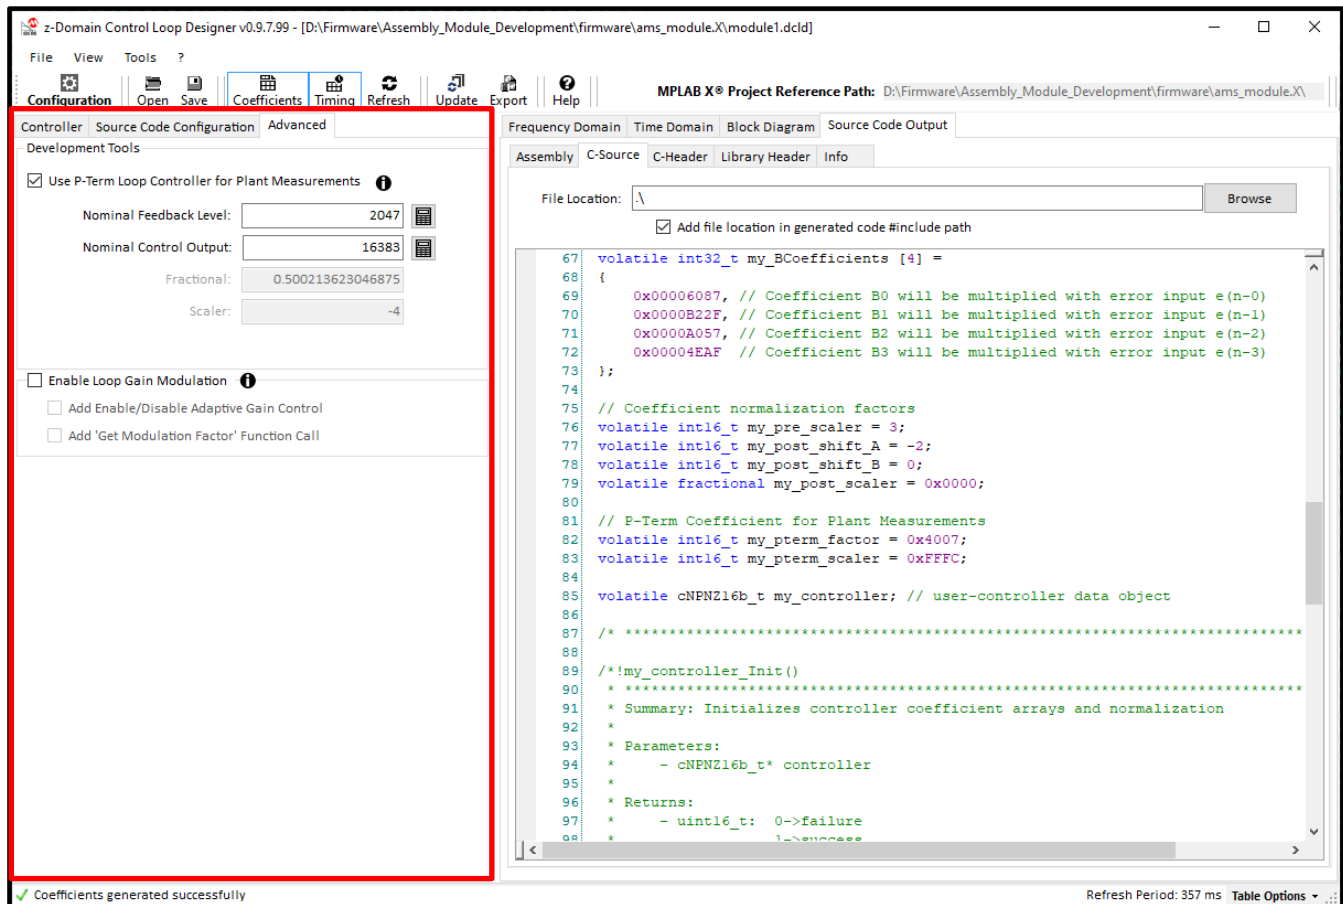 z-Domain Control Loop Designer v0.9.7.99 - [D:\Firmware\Assembly_Module_Development\firmware\ams_module.X\module1.dcld]
File View Tools ?
Configuration Open Save Coefficients Timing Refresh Update Export Help MPLAB X® Project Reference Path: D:\Firmware\Assembly_Module_Development\firmware\ams_module.X\
Controller Source Code Configuration Advanced
Development Tools
Use P-Term Loop Controller for Plant Measurements
Nominal Feedback Level: 2047
Nominal Control Output: 16383
Fractional: 0.500213623046875
Scaler: -4
Enable Loop Gain Modulation
Add Enable/Disable Adaptive Gain Control
Add 'Get Modulation Factor' Function Call
Frequency Domain Time Domain Block Diagram Source Code Output
Assembly C-Source C-Header Library Header Info
File Location: .\ Browse
Add file location in generated code #include path
67 volatile int32_t my_BCoefficients [4] =
68 {
69 0x00006087, // Coefficient B0 will be multiplied with error input e(n-0)
70 0x0000B22F, // Coefficient B1 will be multiplied with error input e(n-1)
71 0x0000A057, // Coefficient B2 will be multiplied with error input e(n-2)
72 0x00004EAF // Coefficient B3 will be multiplied with error input e(n-3)
73 };
74
75 // Coefficient normalization factors
76 volatile int16_t my_pre_scaler = 3;
77 volatile int16_t my_post_shift_A = -2;
78 volatile int16_t my_post_shift_B = 0;
79 volatile fractional my_post_scaler = 0x0000;
80
81 // P-Term Coefficient for Plant Measurements
82 volatile int16_t my_pterm_factor = 0x4007;
83 volatile int16_t my_pterm_scaler = 0xFFFC;
84
85 volatile cNPNZ16b_t my_controller; // user-controller data object
86
87 /* ******************************************************************************
88
89 /*!my_controller_Init()
90 * ******************************************************************************
91 * Summary: Initializes controller coefficient arrays and normalization
92 *
93 * Parameters:
94 * - cNPNZ16b_t* controller
95 *
96 * Returns:
97 * - uint16_t: 0->failure
98 * 1->success
Coefficients generated successfully
Refresh Period: 357 ms Table Options